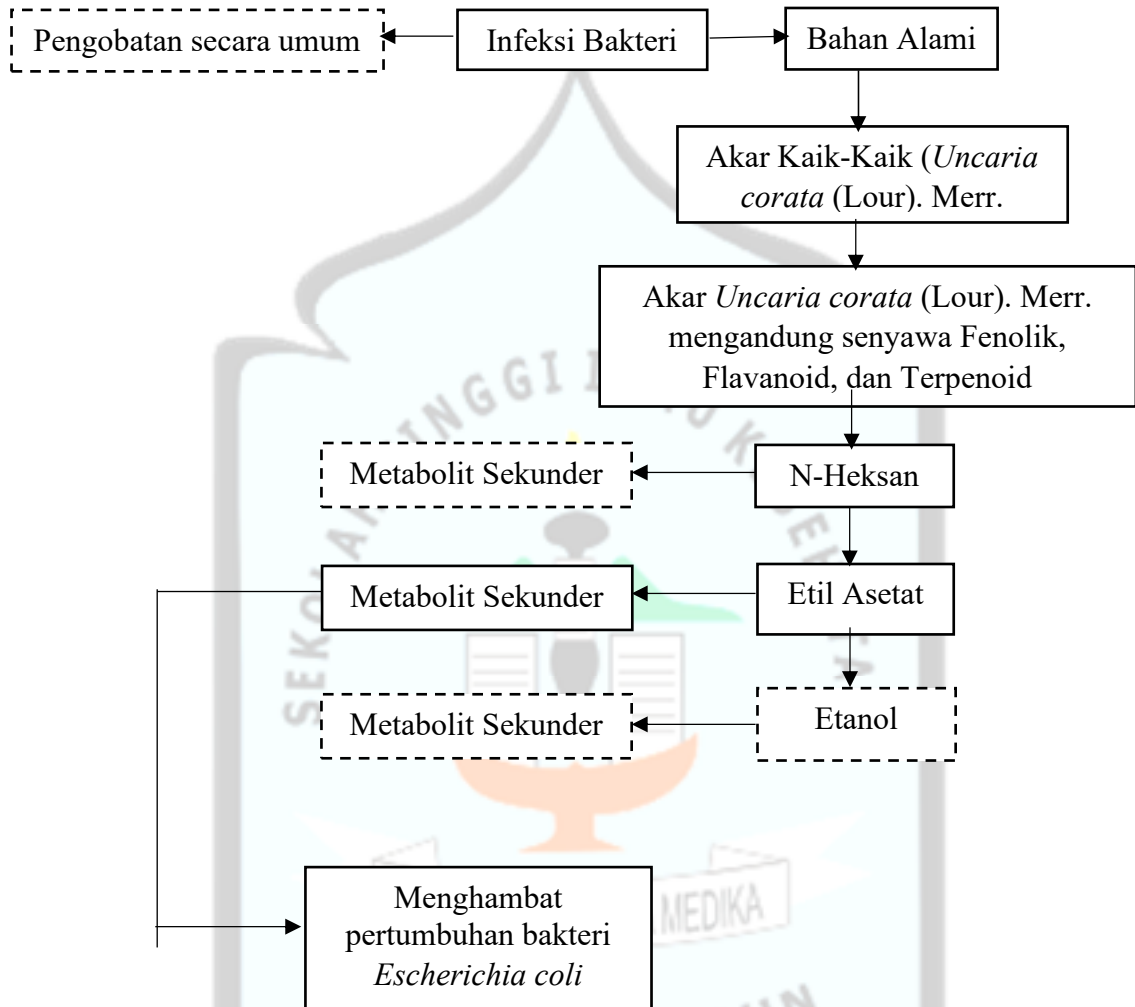 Pengobatan secara umum
Infeksi Bakteri
Bahan Alami
Akar Kaik-Kaik (Uncaria
corata (Lour). Merr.
Akar Uncaria corata (Lour). Merr.
mengandung senyawa Fenolik,
Flavanoid, dan Terpenoid
Metabolit Sekunder
N-Heksan
Metabolit Sekunder
Etil Asetat
Metabolit Sekunder
Etanol
Menghambat
pertumbuhan bakteri
Escherichia coli
MEDIKA